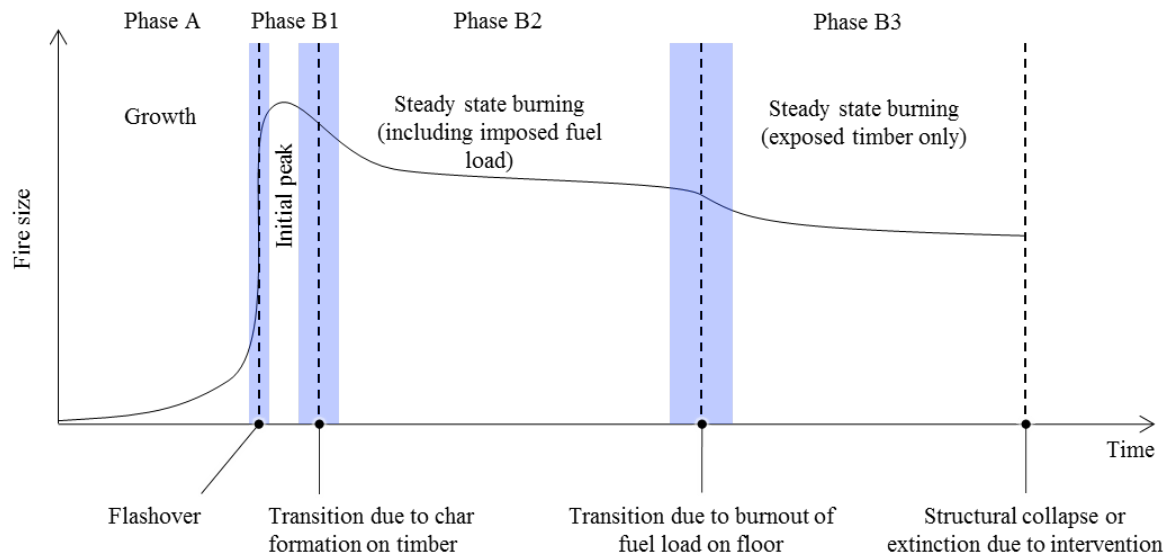 Phase A
Phase B1
Phase B2
Phase B3
Growth
Initial peak
Steady state burning
(including imposed fuel
load)
Steady state burning
(exposed timber only)
Fire size
Time
Flashover
Transition due to char
formation on timber
Transition due to burnout of
fuel load on floor
Structural collapse or
extinction due to intervention